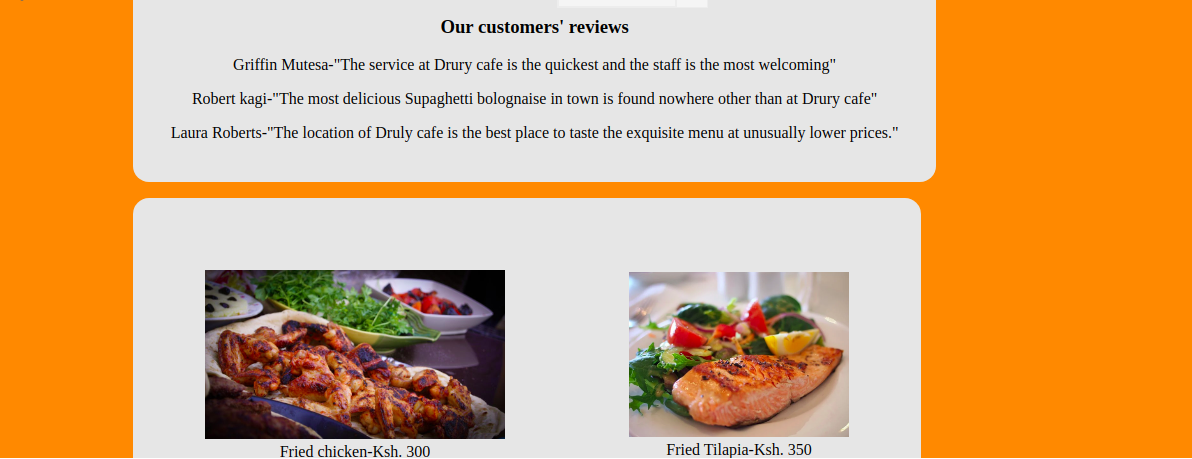 Our customers' reviews
Griffin Mutesa-"The service at Drury cafe is the quickest and the staff is the most welcoming"
Robert kagi-"The most delicious Supaghetti bolognaise in town is found nowhere other than at Drury cafe"
Laura Roberts-"The location of Druly cafe is the best place to taste the exquisite menu at unusually lower prices."
Fried chicken-Ksh. 300
Fried Tilapia-Ksh. 350